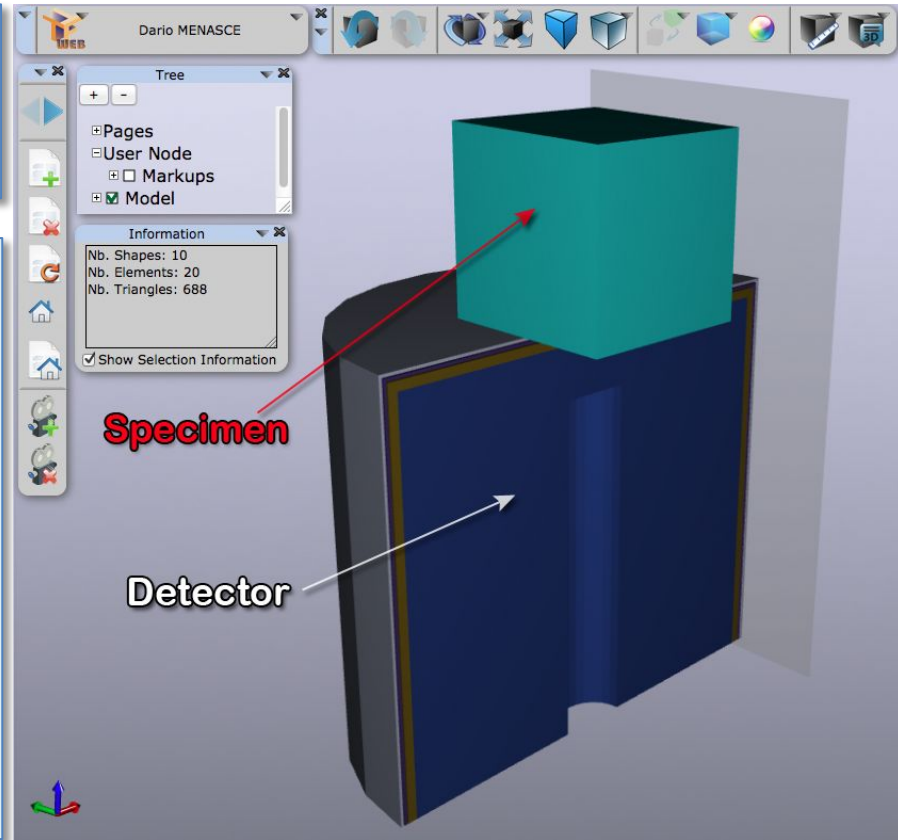 WEB
Dario MENASCE
3D
Tree
+ -
Pages
User Node
Markups
Model
Information
Nb. Shapes: 10
Nb. Elements: 20
Nb. Triangles: 688
Show Selection Information
Specimen
Detector